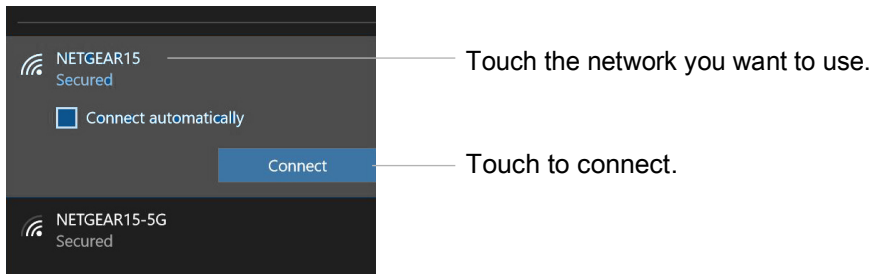 NETGEAR15
Secured
Touch the network you want to use.
Connect automatically
Connect
Touch to connect.
NETGEAR15-5G
Secured